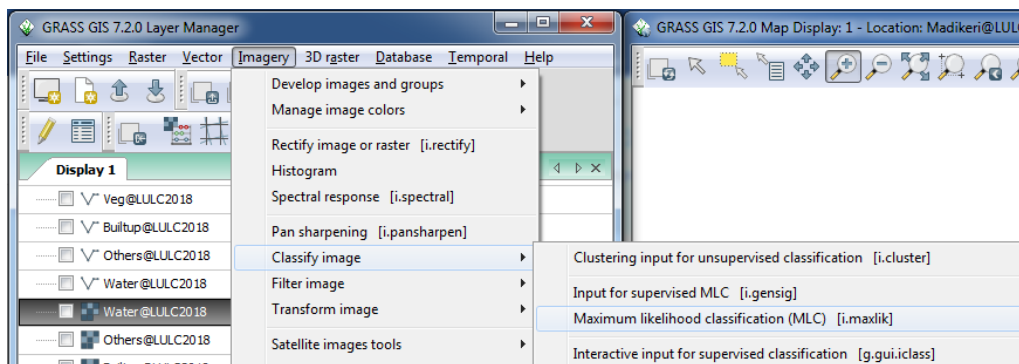 GRASS GIS 7.2.0 Layer Manager
File Settings Raster Vector Imagery 3D raster Database Temporal Help
Display 1
Veg@LULC2018
Builtup@LULC2018
Others@LULC2018
Water@LULC2018
Water@LULC2018
Others@LULC2018
Develop images and groups
Manage image colors
Rectify image or raster [i.rectify]
Histogram
Spectral response [i.spectral]
Pan sharpening [i.pansharpen]
Classify image
Filter image
Transform image
Satellite images tools
Clustering input for unsupervised classification [i.cluster]
Input for supervised MLC [i.gensig]
Maximum likelihood classification (MLC) [i.maxlik]
Interactive input for supervised classification [g.gui.iclass]
GRASS GIS 7.2.0 Map Display: 1 - Location: Madikeri@LUL